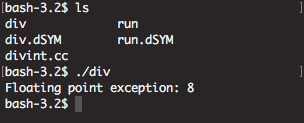 [bash-3.2$ ls
div run
div.dSYM run.dSYM
divint.cc
[bash-3.2$ ./div
Floating point exception: 8
bash-3.2$